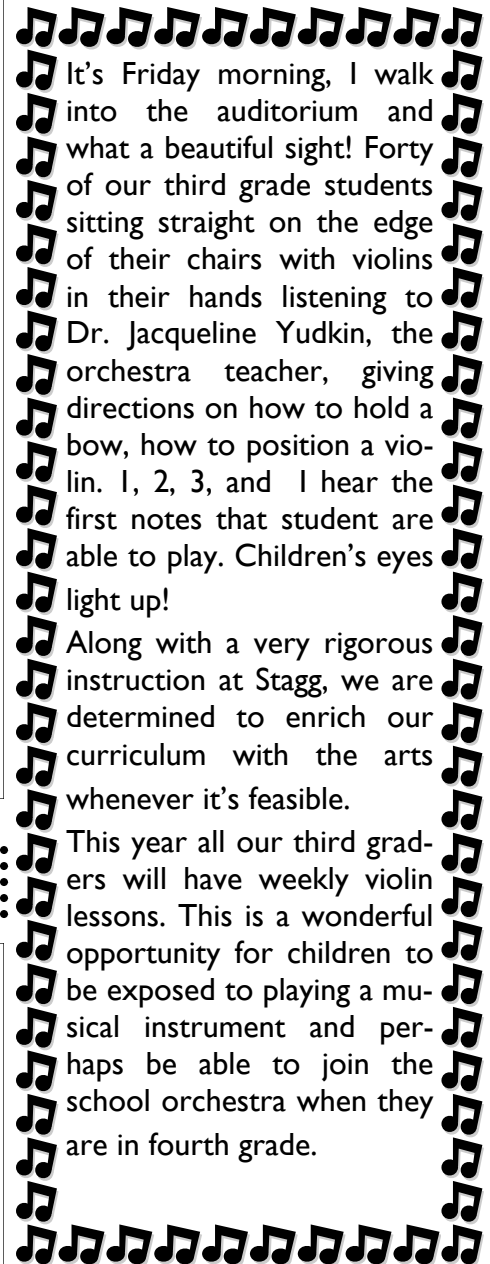 It's Friday morning, I walk
into the auditorium and
what a beautiful sight! Forty
of our third grade students
sitting straight on the edge
of their chairs with violins
in their hands listening to
Dr. Jacqueline Yudkin, the
orchestra teacher, giving
directions on how to hold a
bow, how to position a vio-
lin. 1, 2, 3, and I hear the
first notes that student are
able to play. Children's eyes
light up!
Along with a very rigorous
instruction at Stagg, we are
determined to enrich our
curriculum with the arts
whenever it's feasible.
This year all our third grad-
ers will have weekly violin
lessons. This is a wonderful
opportunity for children to
be exposed to playing a mu-
sical instrument and per-
haps be able to join the
school orchestra when they
are in fourth grade.